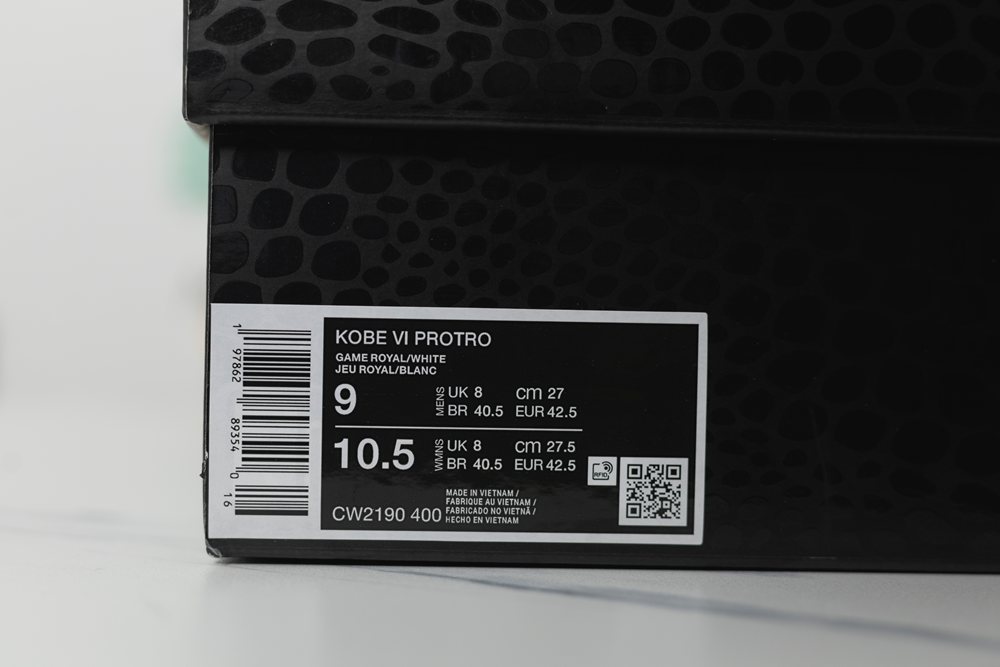 KOBE VI PROTRO
GAME ROYAL/WHITE
JEU ROYAL/BLANC
9 MENS UK 8 cm 27
BR 40.5 EUR 42.5
10.5 WMNS UK 8 cm 27.5
BR 40.5 EUR 42.5
RFID
CW2190 400
MADE IN VIETNAM /
FABRIQUE AU VIETNAM /
FABRICADO NO VIETNÃ /
HECHO EN VIETNAM
1 97862 89354 0 16